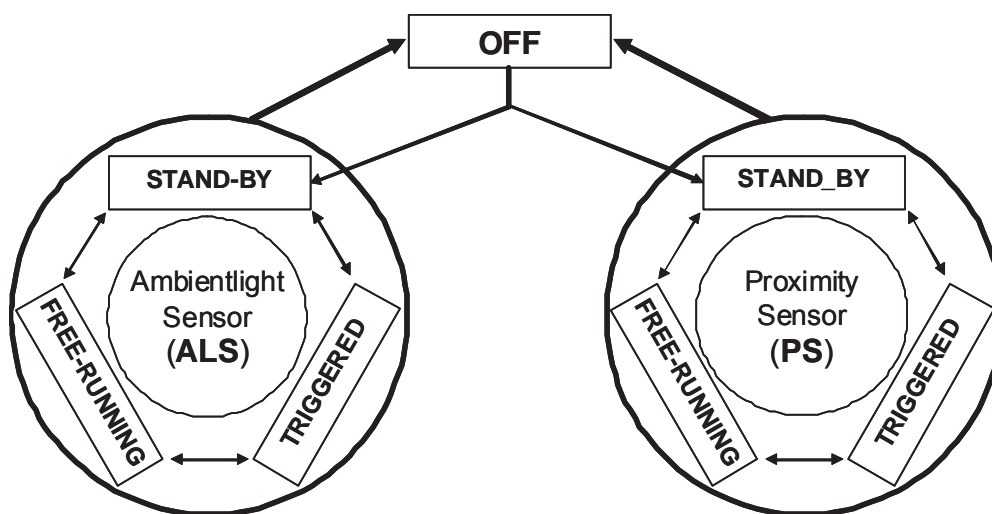 OFF
STAND-BY
Ambientlight
Sensor
(ALS)
FREE-RUNNING
TRIGGERED
STAND_BY
Proximity
Sensor
(PS)
FREE-RUNNING
TRIGGERED